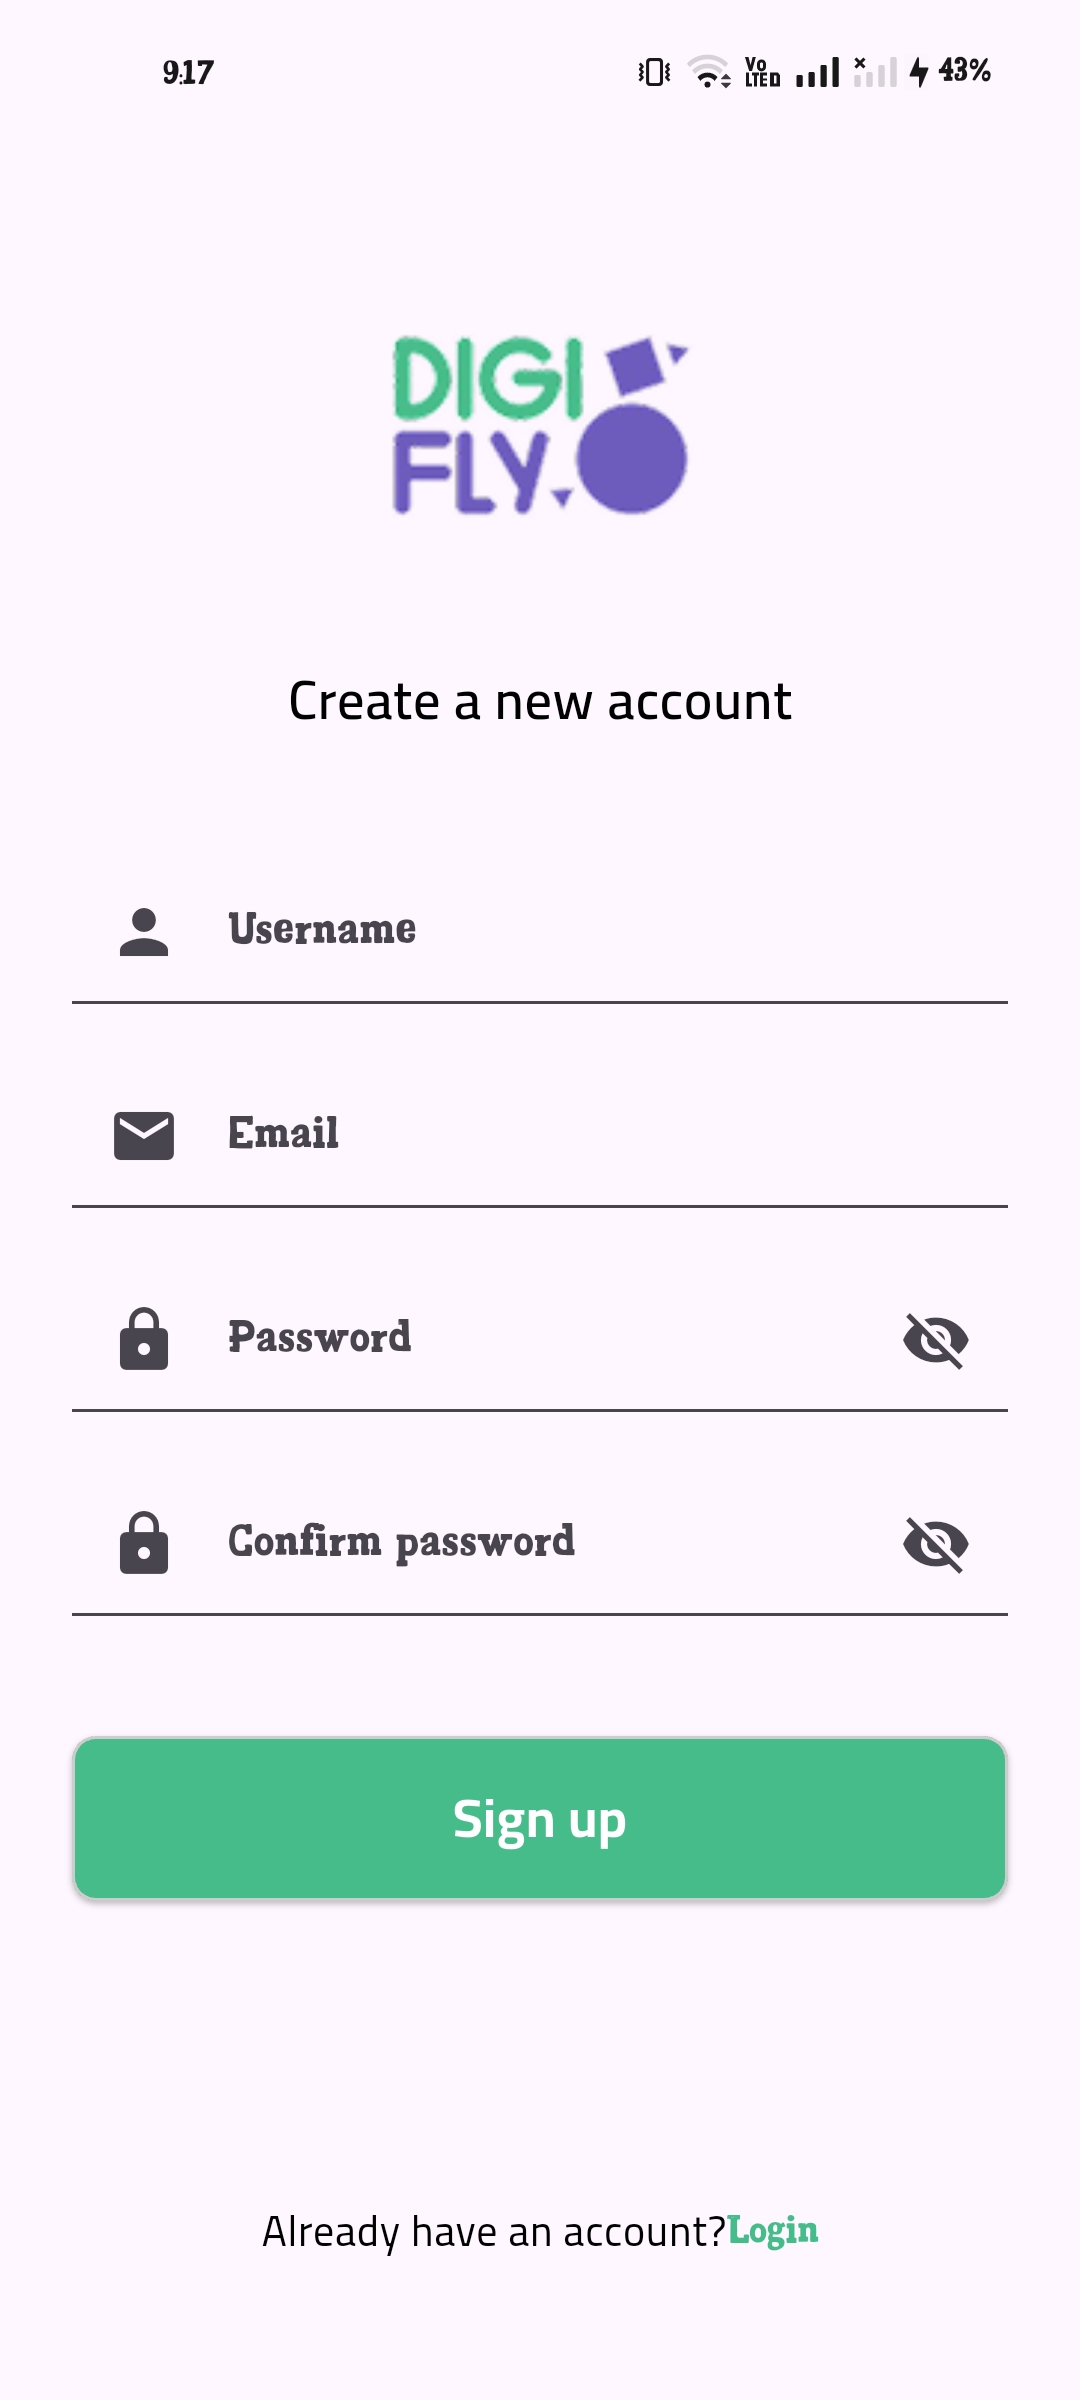 9:17
Vo
LTE 43%
DIGI
FLY
Create a new account
Username
Email
Password
Confirm password
Sign up
Already have an account?Login